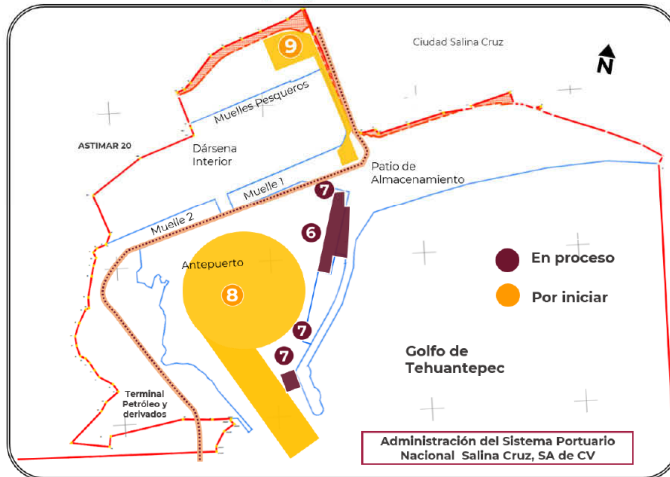 9
Ciudad Salina Cruz
N
Muelles Pesqueros
ASTIMAR 20
Dársena
Interior
Patio de
Almacenamiento
Muelle 1
Muelle 2
7
6
Antepuerto
8
7
7
En proceso
Por iniciar
Golfo de
Tehuantepec
Terminal
Petróleo y
derivados
Administración del Sistema Portuario
Nacional Salina Cruz, SA de CV